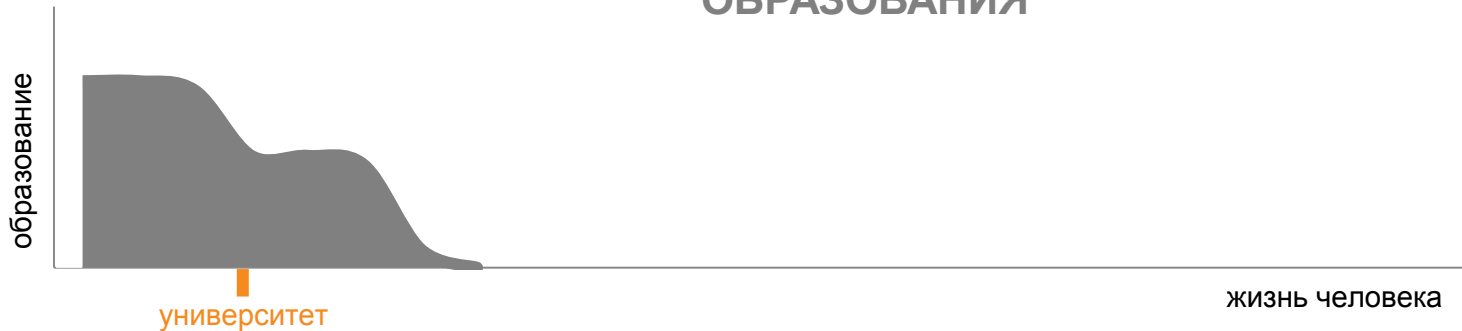 ОБРАЗОВАНИЯ
образование
университет
жизнь человека